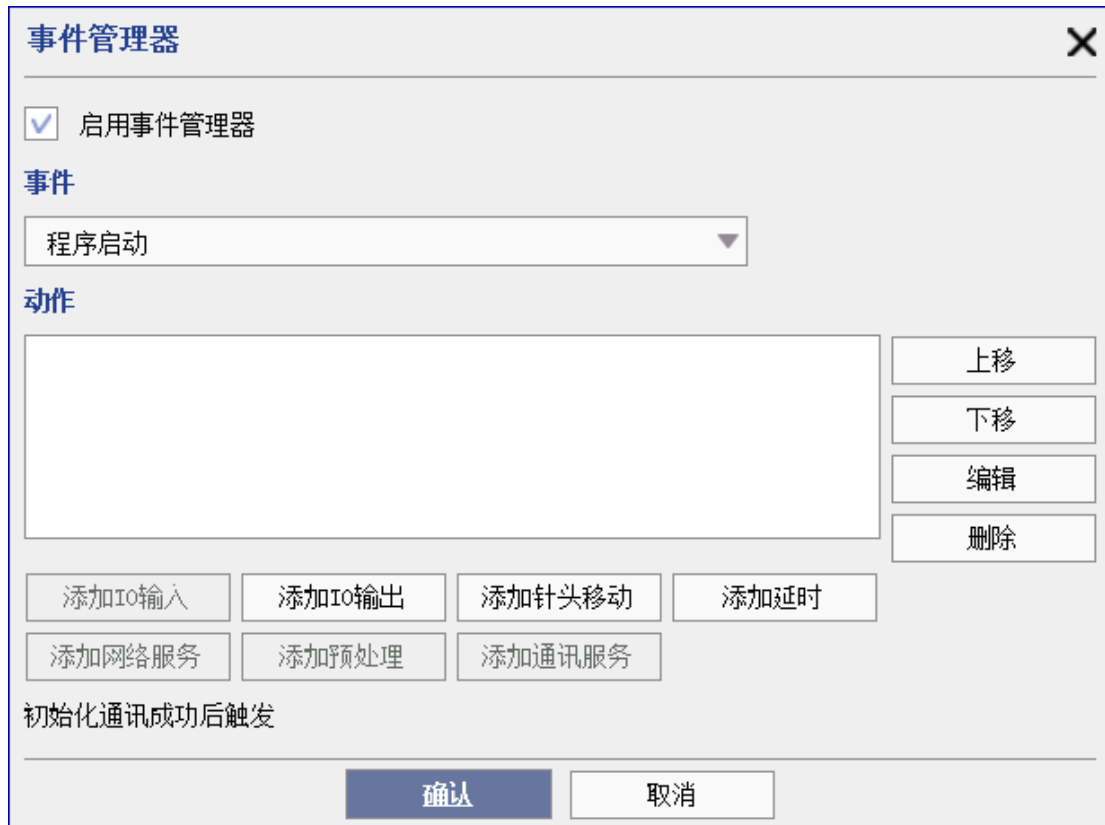 事件管理器
启用事件管理器
事件
程序启动
动作
上移
下移
编辑
删除
添加IO输入 添加IO输出 添加针头移动 添加延时
添加网络服务 添加预处理 添加通讯服务
初始化通讯成功后触发
确认 取消